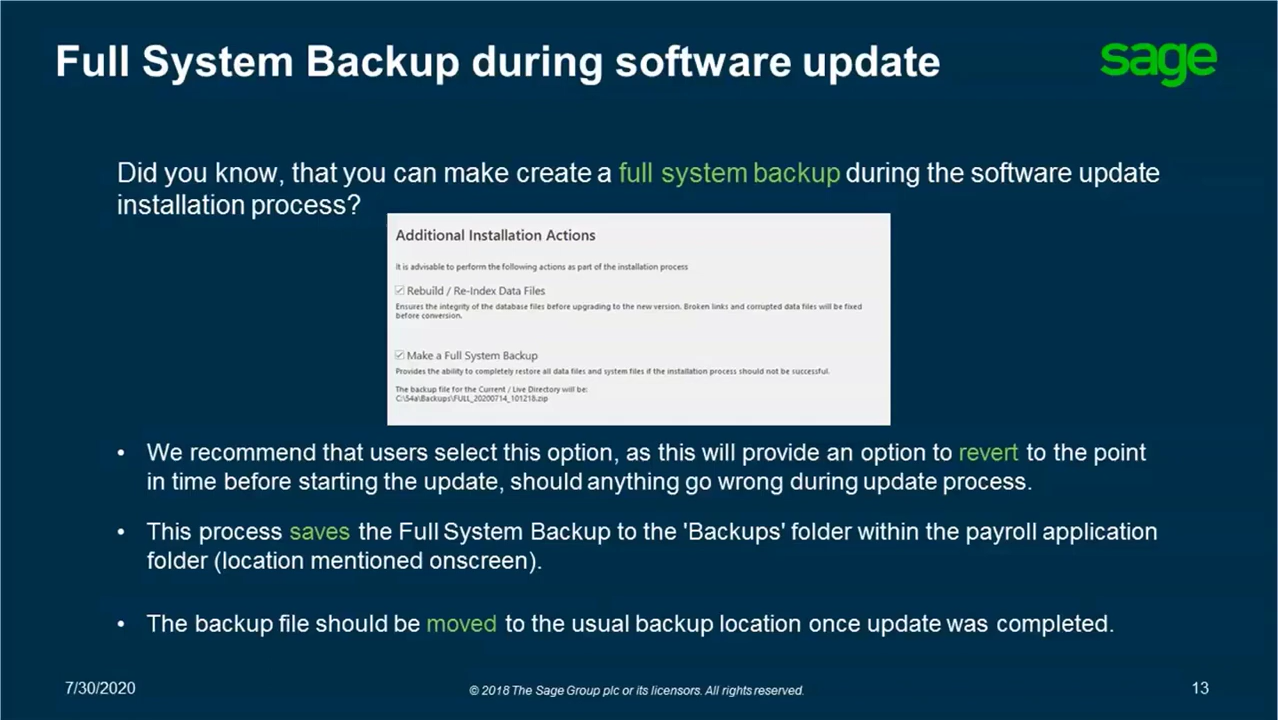 Full System Backup during software update
sage
Did you know, that you can make create a full system backup during the software update
installation process?
Additional Installation Actions
It is advisable to perform the following actions as part of the installation process
Rebuild / Re-Index Data Files
Ensures the integrity of the database files before upgrading to the new version. Broken links and corrupted data files will be fixed
before conversion.
Make a Full System Backup
Provides the ability to completely restore all data files and system files if the installation process should not be successful.
The backup file for the Current / Live Directory will be:
C:\54a\Backups\FULL_20200714_101218.zip
• We recommend that users select this option, as this will provide an option to revert to the point
in time before starting the update, should anything go wrong during update process.
• This process saves the Full System Backup to the 'Backups' folder within the payroll application
folder (location mentioned onscreen).
• The backup file should be moved to the usual backup location once update was completed.
7/30/2020
© 2018 The Sage Group plc or its licensors. All rights reserved.
13